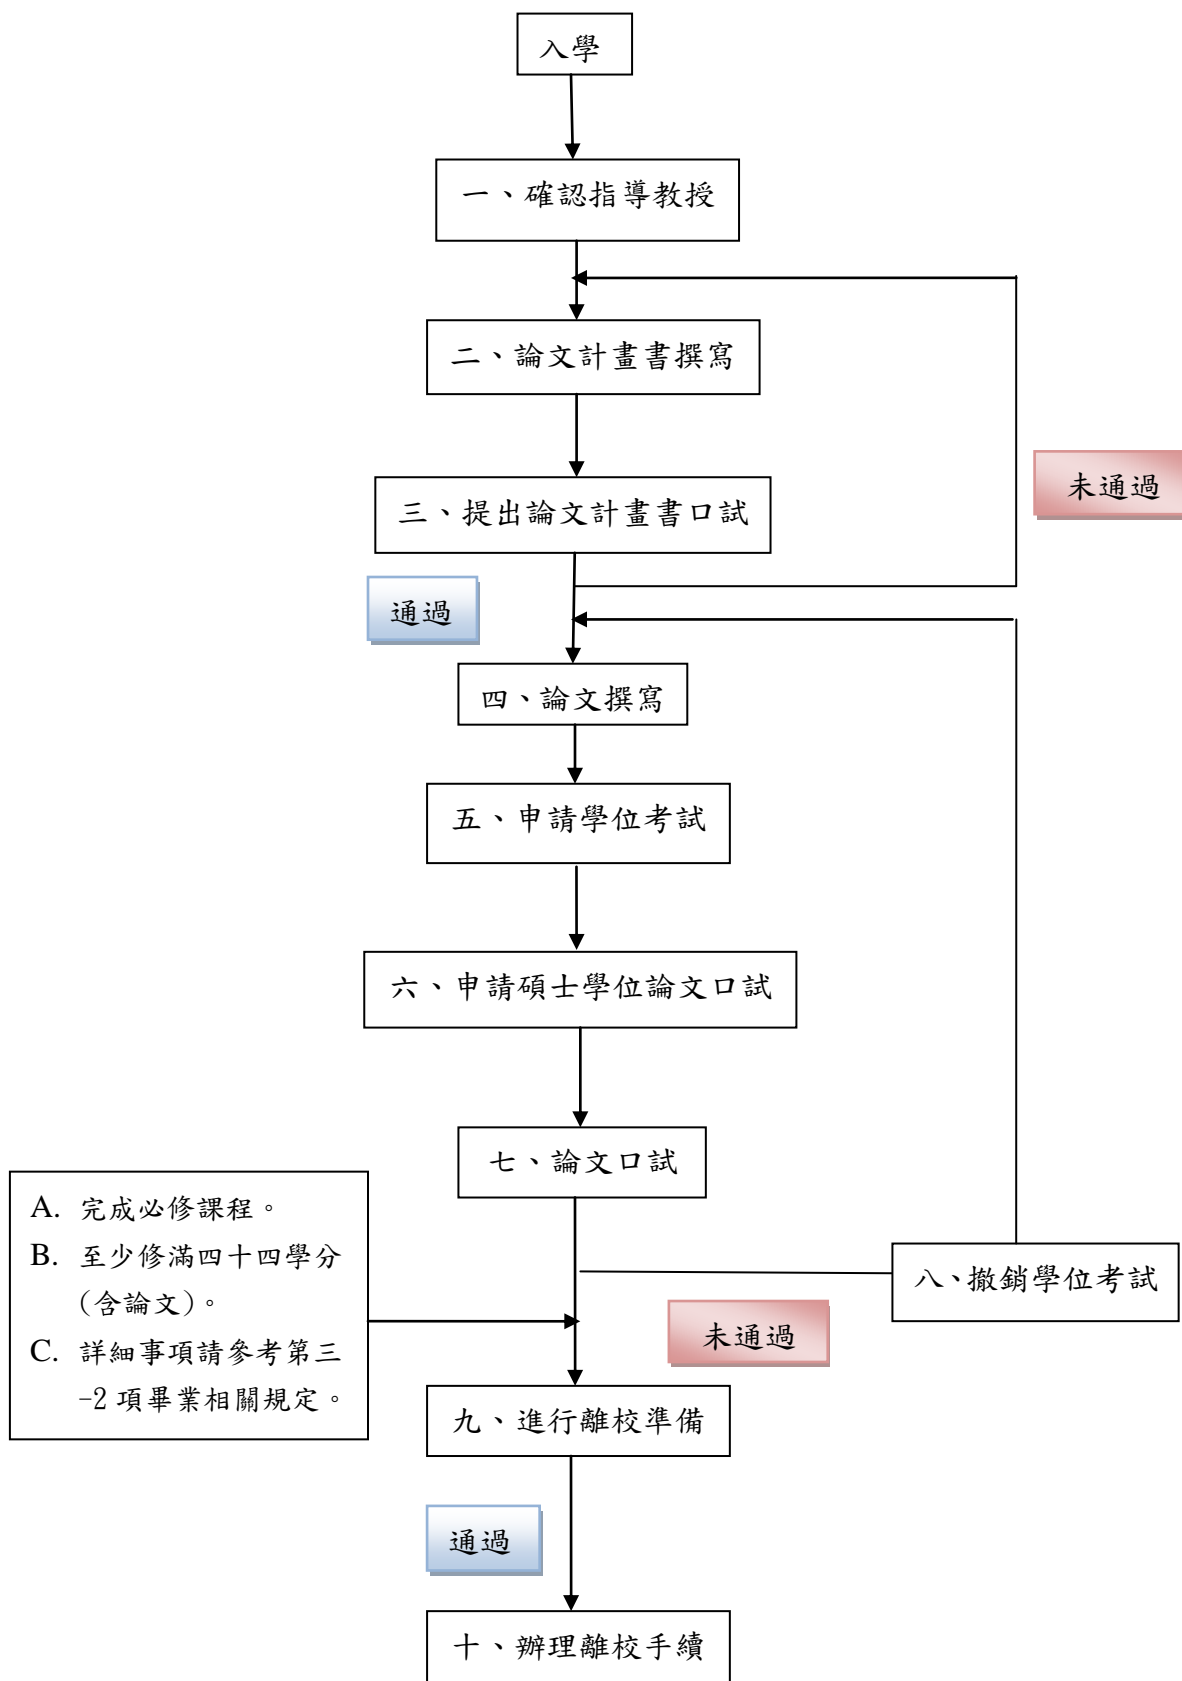 入學
一、確認指導教授
二、論文計畫書撰寫
未通過
三、提出論文計畫書口試
通過
四、論文撰寫
五、申請學位考試
六、申請碩士學位論文口試
七、論文口試
A. 完成必修課程。
B. 至少修滿四十四學分
(含論文)。
C. 詳細事項請參考第三
-2 項畢業相關規定。
八、撤銷學位考試
未通過
九、進行離校準備
通過
十、辦理離校手續